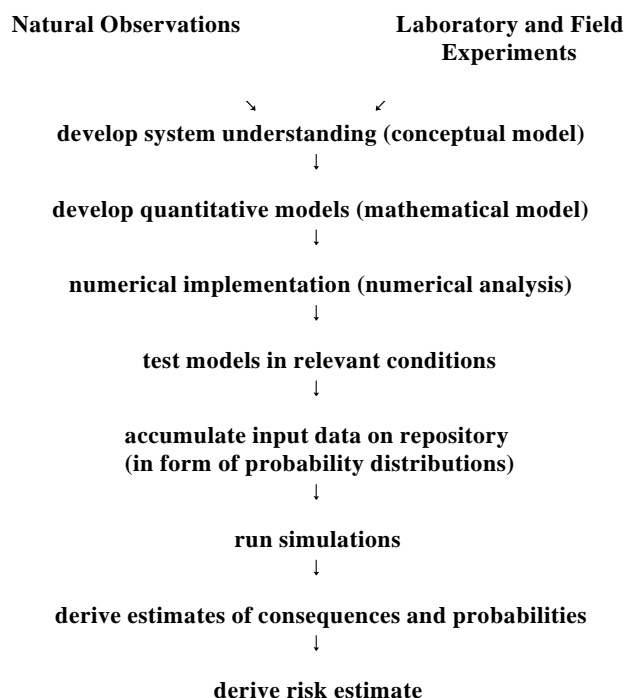 Natural Observations
Laboratory and Field
Experiments
↘ ↙
develop system understanding (conceptual model)
↓
develop quantitative models (mathematical model)
↓
numerical implementation (numerical analysis)
↓
test models in relevant conditions
↓
accumulate input data on repository
(in form of probability distributions)
↓
run simulations
↓
derive estimates of consequences and probabilities
↓
derive risk estimate